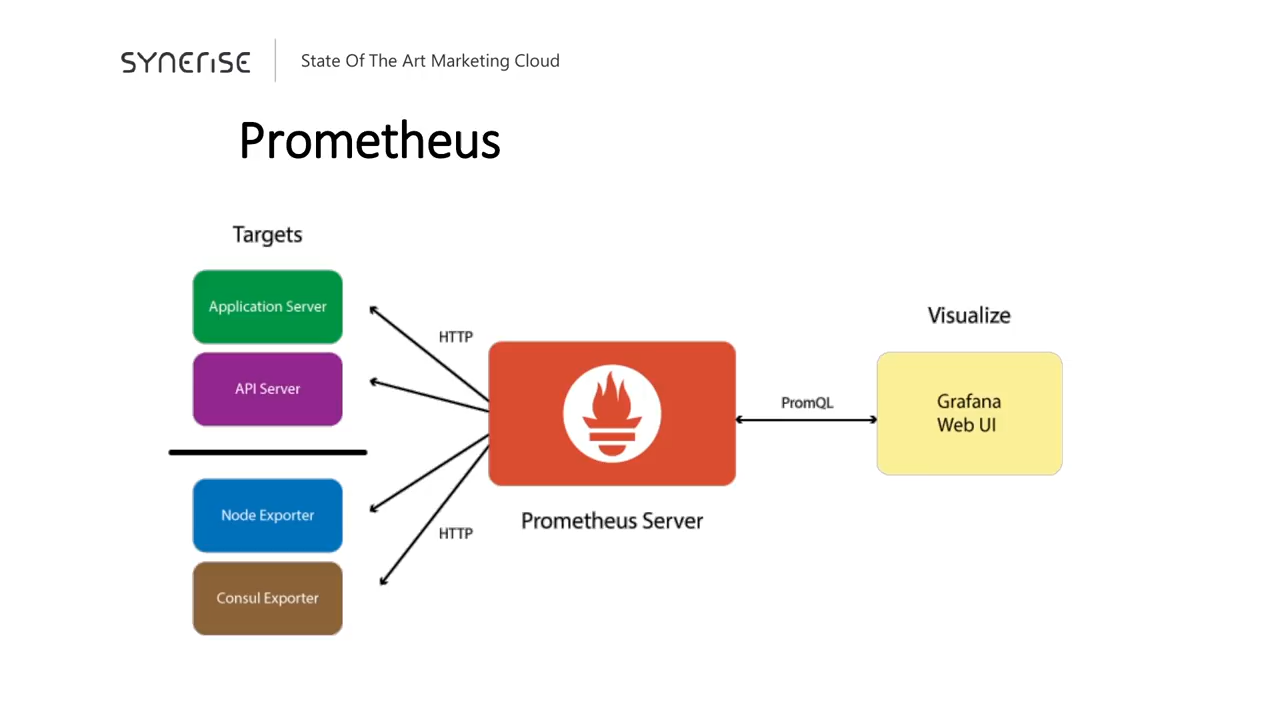 SYNERISE
State Of The Art Marketing Cloud
Prometheus
Targets
Application Server
API Server
Node Exporter
Consul Exporter
HTTP
HTTP
Prometheus Server
PromQL
Visualize
Grafana
Web UI